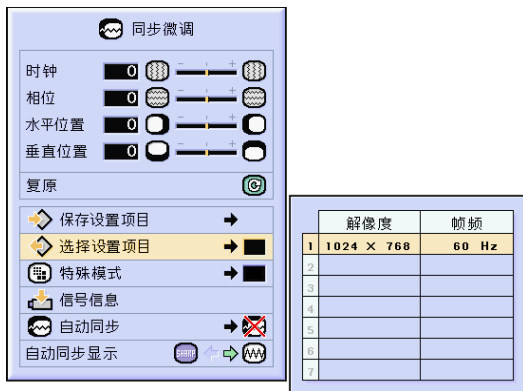 同步微调
时钟 0 - +
相位 0 - +
水平位置 0 - +
垂直位置 0 - +
复原
保存设置项目
选择设置项目
特殊模式
信号信息
自动同步
自动同步显示 SHARP
解像度 帧频
1 1024 × 768 60 Hz
2
3
4
5
6
7